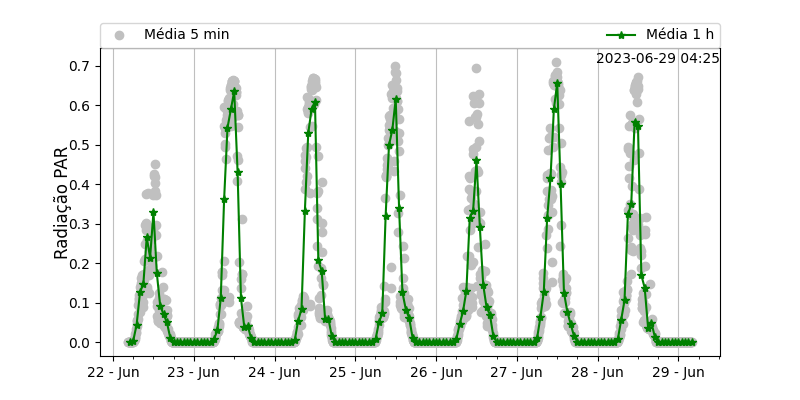 Média 5 min
Média 1 h
2023-06-29 04:25
Radiação PAR
0.7
0.6
0.5
0.4
0.3
0.2
0.1
0.0
22 - Jun
23 - Jun
24 - Jun
25 - Jun
26 - Jun
27 - Jun
28 - Jun
29 - Jun